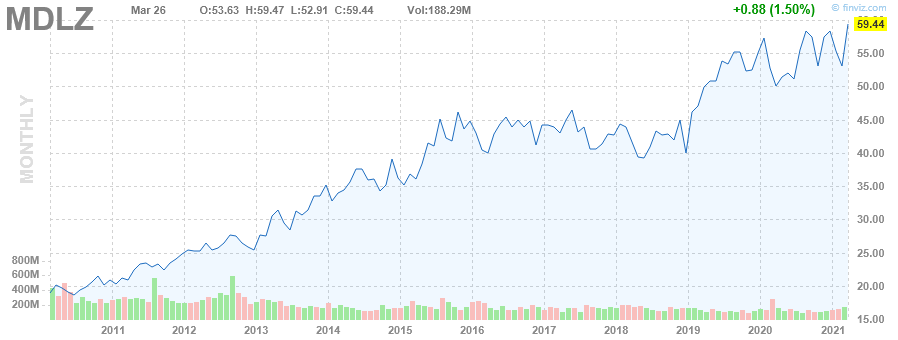 MDLZ Mar 26 O:53.63 H:59.47 L:52.91 C:59.44 Vol:188.29M +0.88 (1.50%) © finviz.com
59.44
55.00
50.00
45.00
40.00
35.00
30.00
25.00
20.00
15.00
MONTHLY
800M
600M
400M
200M
2011 2012 2013 2014 2015 2016 2017 2018 2019 2020 2021